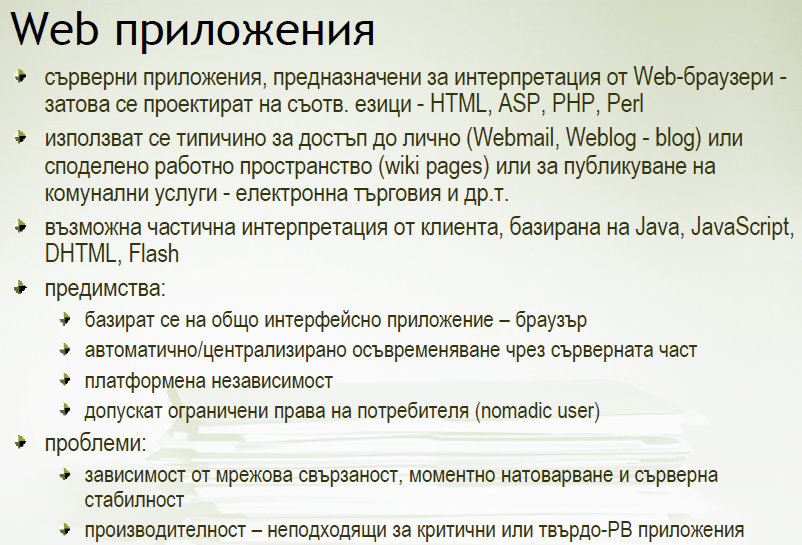 Web приложения
сърверни приложения, предназначени за интерпретация от Web-браузери -
затова се проектират на съотв. езици - HTML, ASP, PHP, Perl
използват се типичино за достъп до лично (Webmail, Weblog - blog) или
споделено работно пространство (wiki pages) или за публикуване на
комунални услуги - електронна търговия и др.т.
възможна частична интерпретация от клиента, базирана на Java, JavaScript,
DHTML, Flash
предимства:
базират се на общо интерфейсно приложение – браузър
автоматично/централизирано осъвременяване чрез сърверната част
платформена независимост
допускат ограничени права на потребителя (nomadic user)
проблеми:
зависимост от мрежова свързаност, моментно натоварване и сърверна
стабилност
производителност – неподходящи за критични или твърдо-РВ приложения